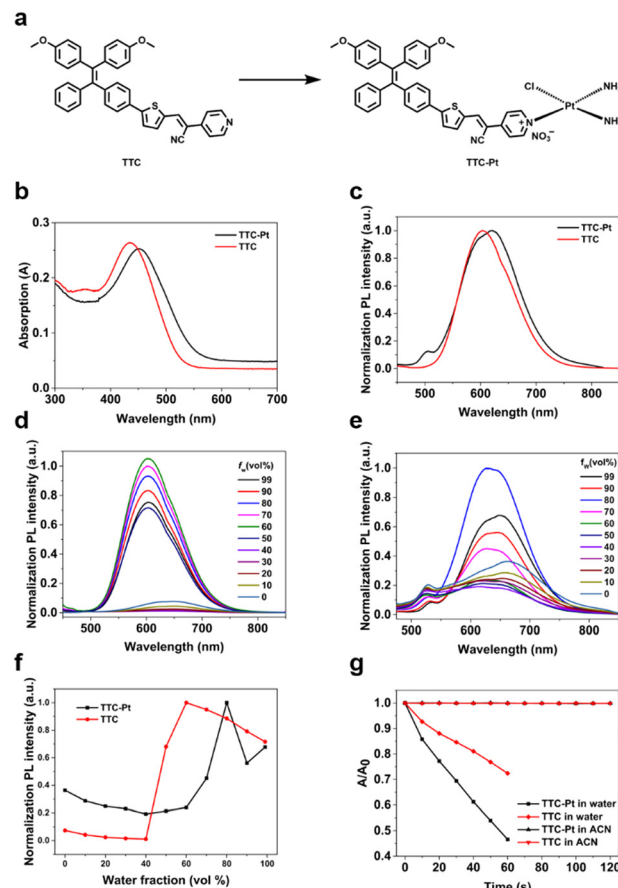 a
O
O
O
O
Cl
NH
S
S
Pt
N
N+
NH
NC
NC
NO3−
TTC
TTC-Pt
b
c
0.3
0.2
0.1
0.0
Absorption (A)
TTC-Pt
TTC
300 400 500 600 700
Wavelength (nm)
Normalization PL intensity (a.u.)
1.0
0.8
0.6
0.4
0.2
0.0
TTC-Pt
TTC
500 600 700 800
Wavelength (nm)
d
e
Normalization PL intensity (a.u.)
1.0
0.8
0.6
0.4
0.2
0.0
fw(vol%)
99
90
80
70
60
50
40
30
20
10
0
500 600 700 800
Wavelength (nm)
Normalization PL intensity (a.u.)
1.0
0.8
0.6
0.4
0.2
0.0
fW(vol%)
99
90
80
70
60
50
40
30
20
10
0
500 600 700 800
Wavelength (nm)
f
g
Normalization PL intensity (a.u.)
1.0
0.8
0.6
0.4
0.2
0.0
TTC-Pt
TTC
0 20 40 60 80 100
Water fraction (vol %)
A/A0
1.0
0.9
0.8
0.7
0.6
0.5
0.4
TTC-Pt in water
TTC in water
TTC-Pt in ACN
TTC in ACN
0 20 40 60 80 100 120
Time (s)